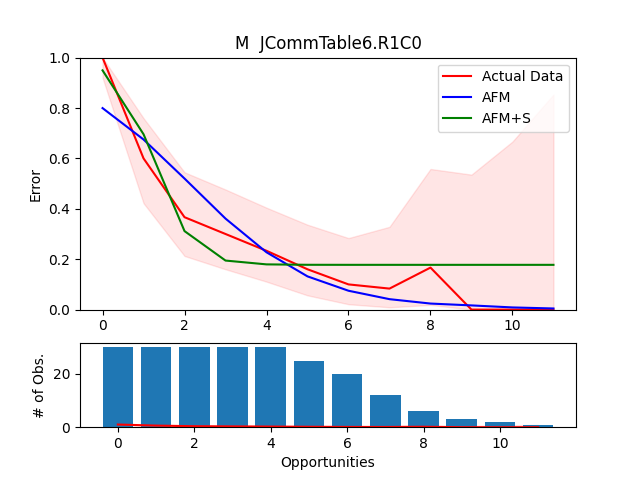 M  JCommTable6.R1C0
1.0
0.8
0.6
0.4
0.2
0.0
Error
Actual Data
AFM
AFM+S
0 2 4 6 8 10
20
0
# of Obs.
0 2 4 6 8 10
Opportunities